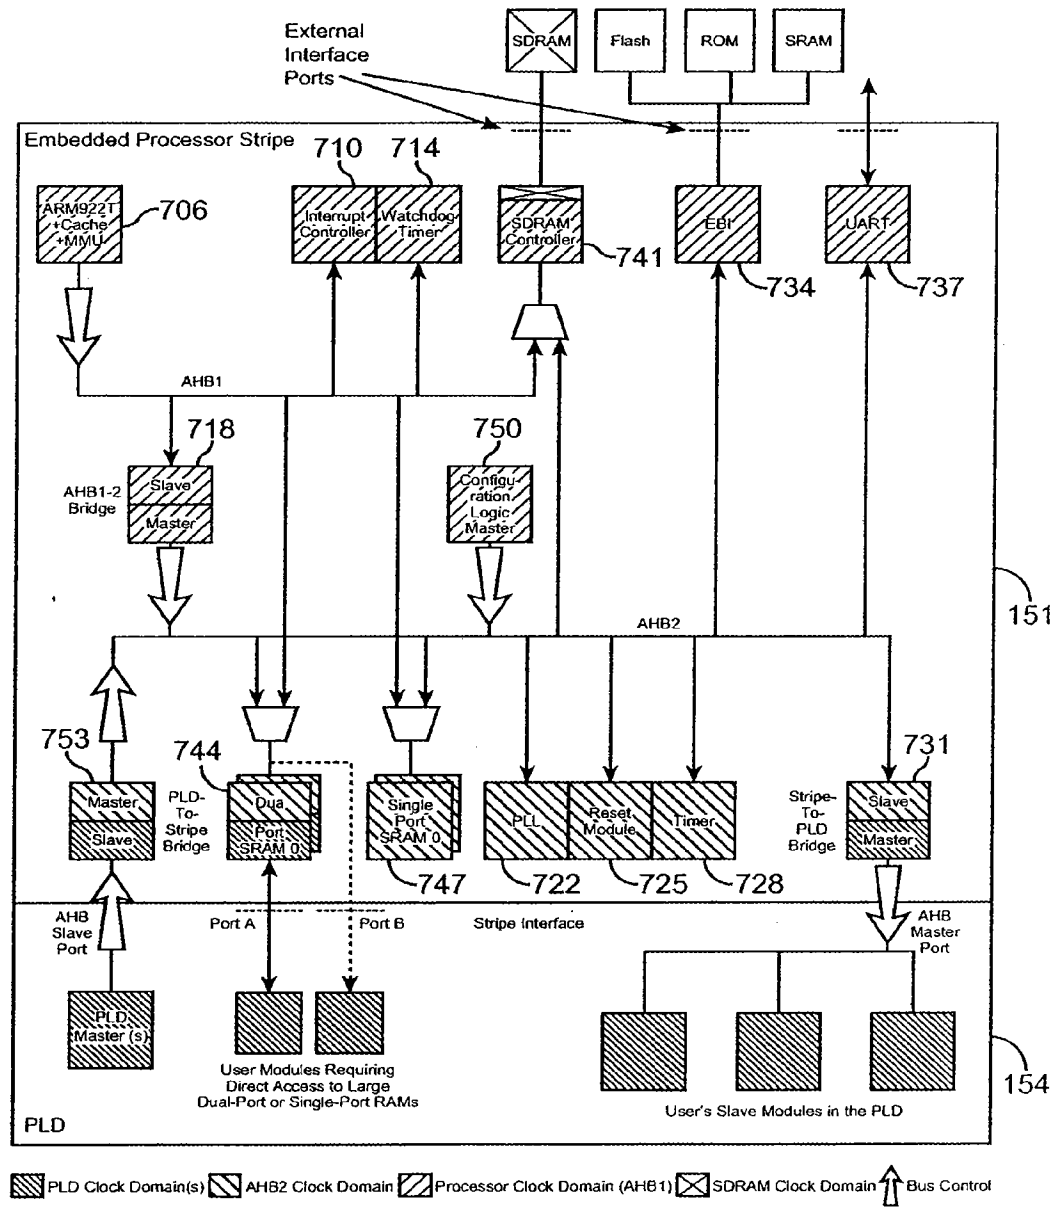 External
Interface
Ports
SDRAM
Flash
ROM
SRAM
Embedded Processor Stripe
710
714
ARM922T
+Cache
+MMU
706
Interrupt
Controller
Watchdog
Timer
SDRAM
Controller
741
EBI
734
UART
737
AHB1
718
750
AHB1-2
Bridge
Slave
Master
Configu-
ration
Logic
Master
AHB2
151
753
744
731
Master
Slave
PLD-
To-
Stripe
Bridge
Dual
Port
SRAM 0
Single
Port
SRAM 0
PLL
Reset
Module
Timer
Stripe-
To-
PLD
Bridge
Slave
Master
747
722
725
728
AHB
Slave
Port
Port A
Port B
Stripe Interface
AHB
Master
Port
PLD
Master (s)
User Modules Requiring
Direct Access to Large
Dual-Port or Single-Port RAMs
User's Slave Modules in the PLD
154
PLD
PLD Clock Domain(s)
AHB2 Clock Domain
Processor Clock Domain (AHB1)
SDRAM Clock Domain
Bus Control